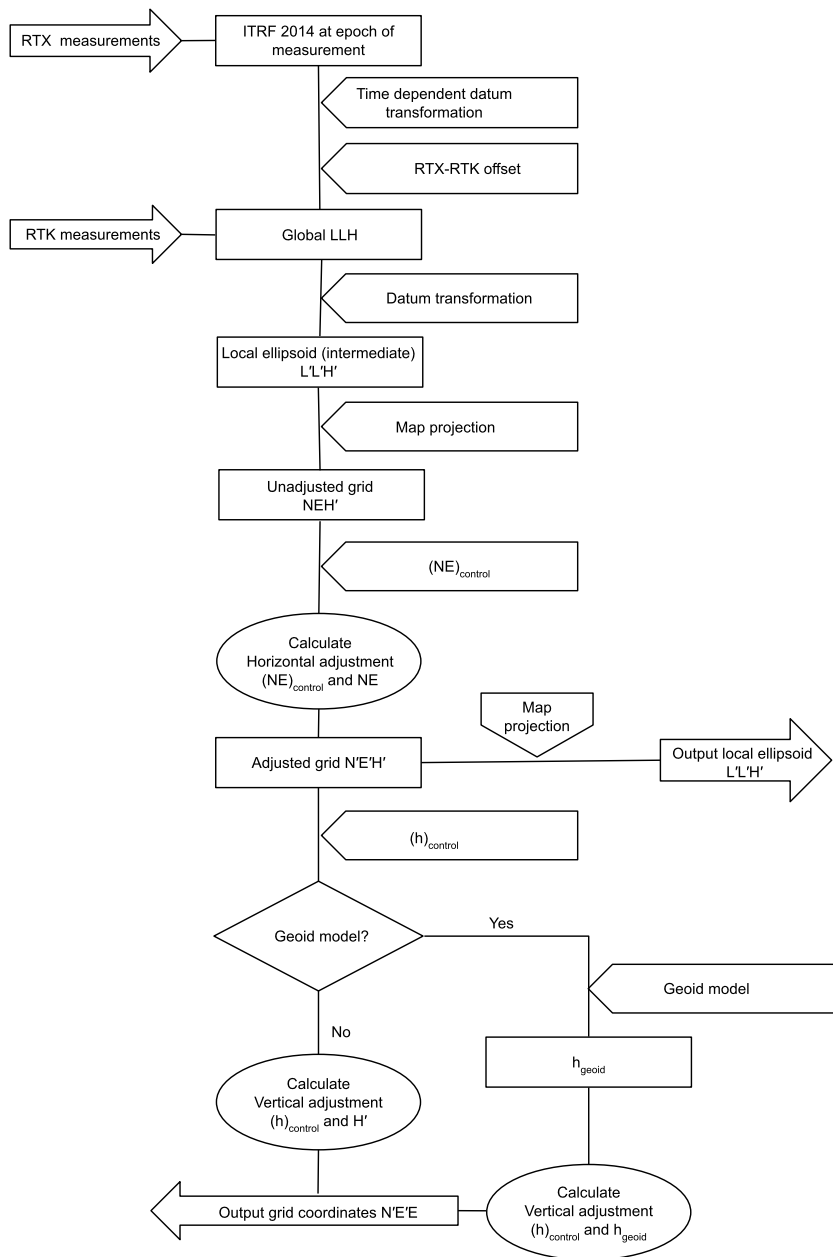 RTX measurements
ITRF 2014 at epoch of
measurement
Time dependent datum
transformation
RTX-RTK offset
RTK measurements
Global LLH
Datum transformation
Local ellipsoid (intermediate)
L′L′H′
Map projection
Unadjusted grid
NEH′
(NE)control
Calculate
Horizontal adjustment
(NE)control and NE
Map
projection
Adjusted grid N′E′H′
Output local ellipsoid
L′L′H′
(h)control
Geoid model?
Yes
Geoid model
No
hgeoid
Calculate
Vertical adjustment
(h)control and H′
Output grid coordinates N′E′E
Calculate
Vertical adjustment
(h)control and hgeoid